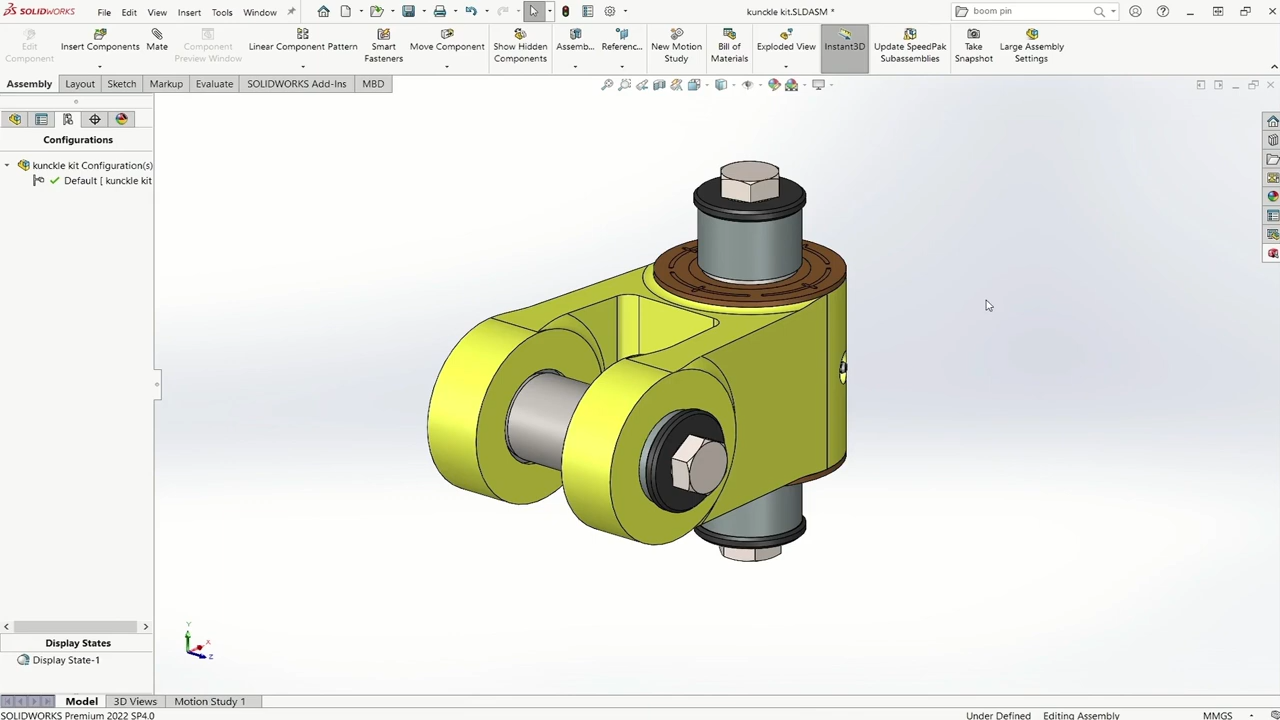 SOLIDWORKS File Edit View Insert Tools Window kunckle kit.SLDASM * boom pin
Edit Component
Insert Components
Mate
Component Preview Window
Linear Component Pattern
Smart Fasteners
Move Component
Show Hidden Components
Assemb...
Referenc...
New Motion Study
Bill of Materials
Exploded View
Instant3D
Update SpeedPak Subassemblies
Take Snapshot
Large Assembly Settings
Assembly Layout Sketch Markup Evaluate SOLIDWORKS Add-Ins MBD
Configurations
kunckle kit Configuration(s)
Default [ kunckle kit
Y
X
Z
Display States
Display State-1
Model 3D Views Motion Study 1
SOLIDWORKS Premium 2022 SP4.0 Under Defined Editing Assembly MMGS